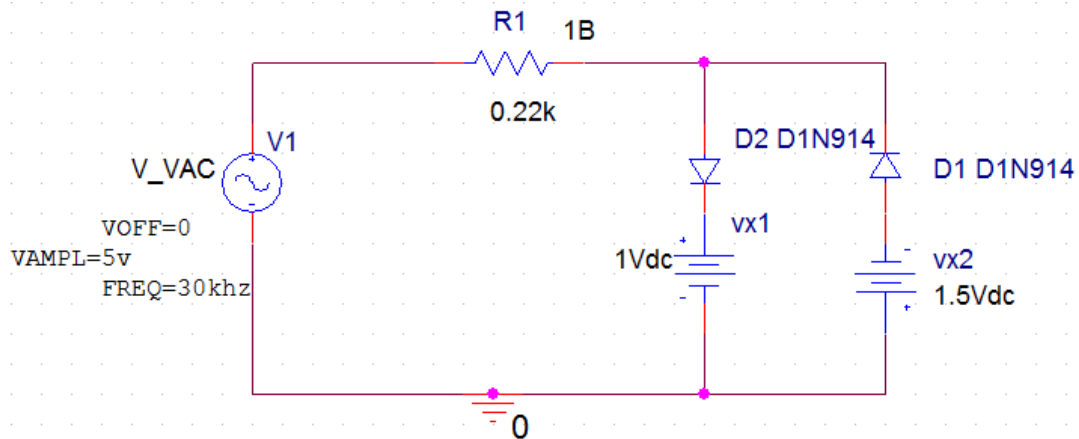 R1
1B
0.22k
V1
V_VAC
VOFF=0
VAMPL=5v
FREQ=30khz
D2 D1N914
D1 D1N914
vx1
1Vdc
vx2
1.5Vdc
0